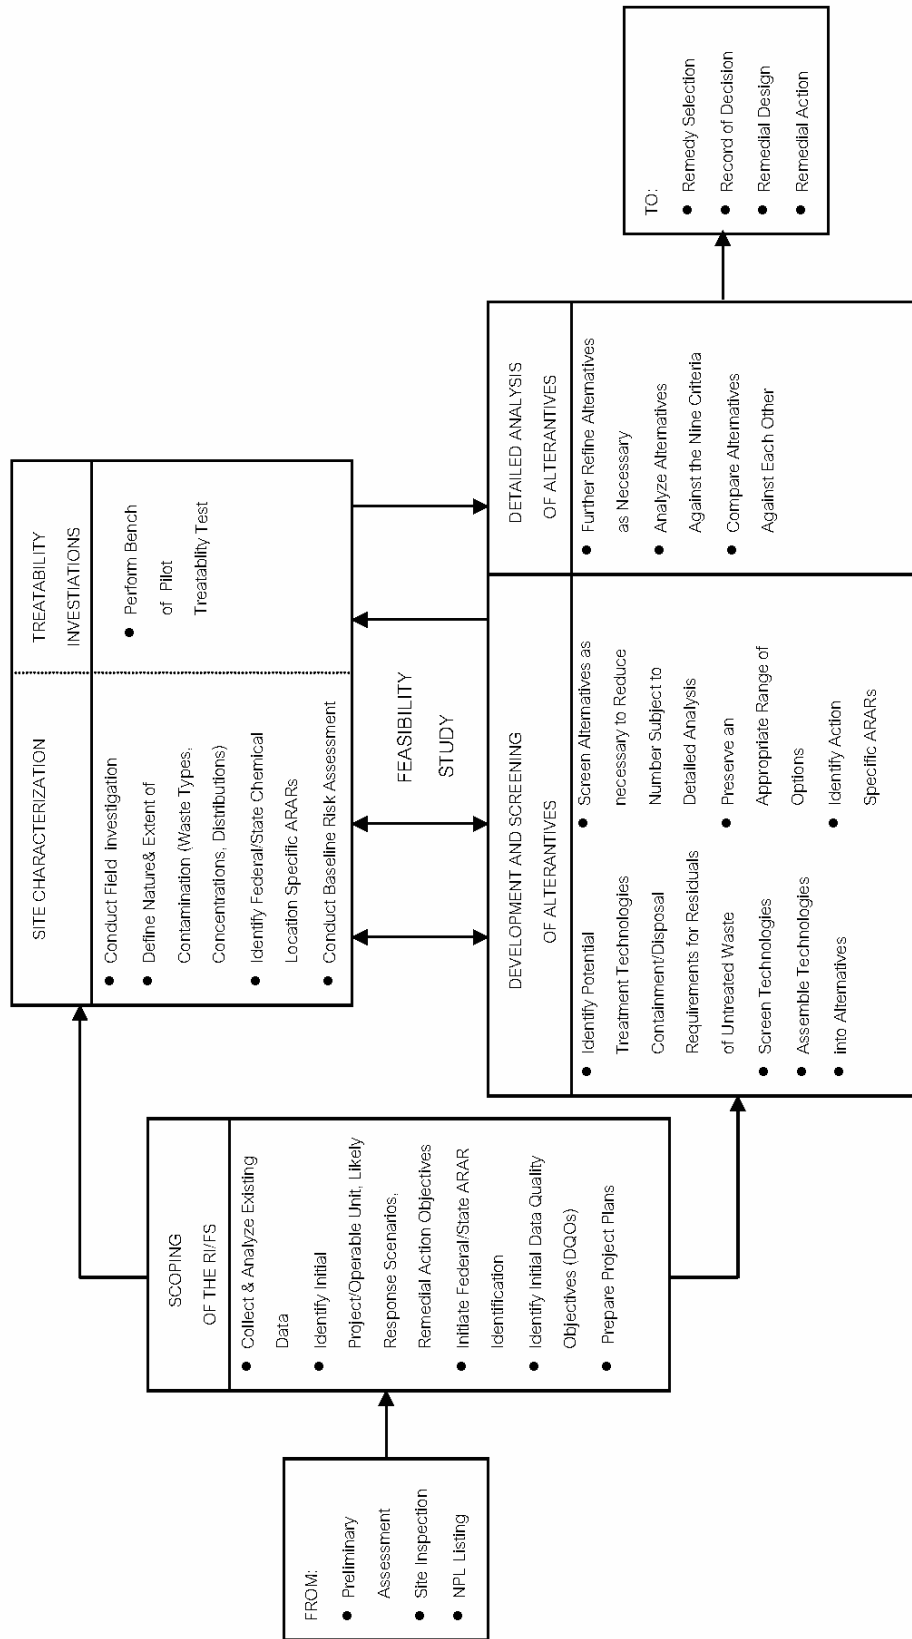 FROM:
● Preliminary
Assessment
● Site Inspection
● NPL Listing
SCOPING
OF THE RI/FS
● Collect & Analyze Existing
Data
● Identify Initial
Project/Operable Unit, Likely
Response Scenarios,
Remedial Action Objectives
● Initiate Federal/State ARAR
Identification
● Identify Initial Data Quality
Objectives (DQOs)
● Prepare Project Plans
SITE CHARACTERIZATION
● Conduct Field investigation
● Define Nature& Extent of
Contamination (Waste Types,
Concentrations, Distributions)
● Identify Federal/State Chemical
Location Specific ARARs
● Conduct Baseline Risk Assessment
TREATABILITY
INVESTIATIONS
● Perform Bench
of Pilot
Treatablity Test
FEASIBILITY
STUDY
DEVELOPMENT AND SCREENING
OF ALTERANTIVES
● Identify Potential
Treatment Technologies
Containment/Disposal
Requirements for Residuals
of Untreated Waste
● Screen Technologies
● Assemble Technologies
● into Alternatives
● Screen Alternatives as
necessary to Reduce
Number Subject to
Detailed Analysis
● Preserve an
Appropriate Range of
Options
● Identify Action
Specific ARARs
DETAILED ANALYSIS
OF ALTERANTIVES
● Further Refine Alternatives
as Necessary
● Analyze Alternatives
Against the Nine Criteria
● Compare Alternatives
Against Each Other
TO:
● Remedy Selection
● Record of Decision
● Remedial Design
● Remedial Action